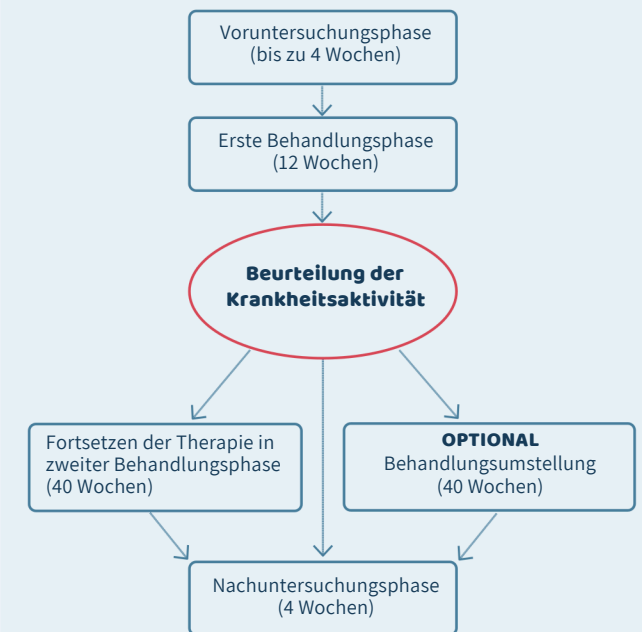 Voruntersuchungsphase
(bis zu 4 Wochen)
Erste Behandlungsphase
(12 Wochen)
Beurteilung der
Krankheitsaktivität
Fortsetzen der Therapie in
zweiter Behandlungsphase
(40 Wochen)
OPTIONAL
Behandlungsumstellung
(40 Wochen)
Nachuntersuchungsphase
(4 Wochen)